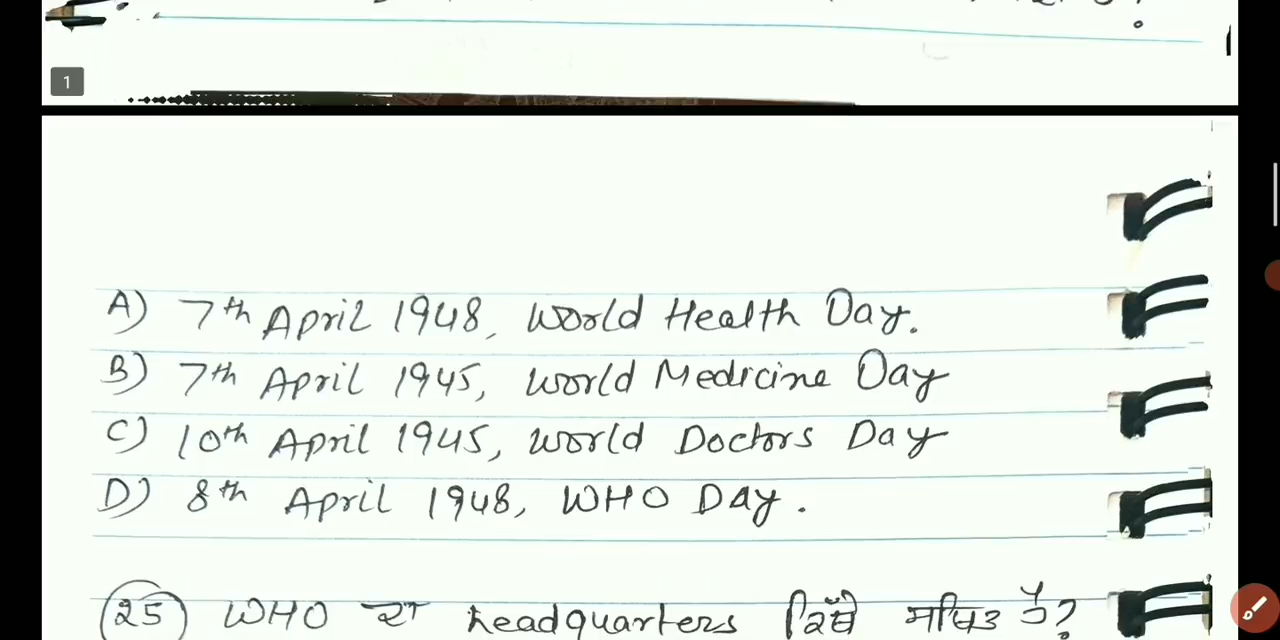 1
A) 7th April 1948, World Health Day.
B) 7th April 1945, World Medicine Day
C) 10th April 1945, World Doctors Day
D) 8th April 1948, WHO Day.
25 WHO ਦਾ headquarters ਕਿੱਥੇ ਸਥਿਤ ਹੈ?